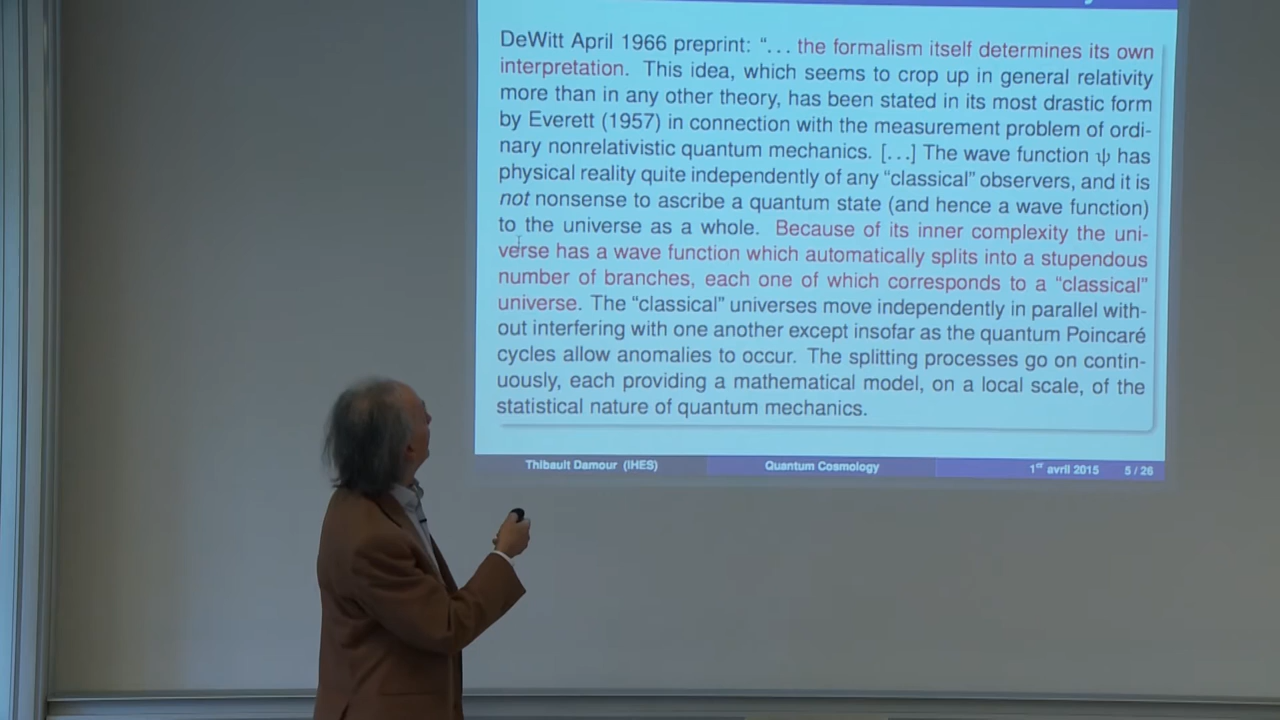 DeWitt April 1966 preprint: “... the formalism itself determines its own
interpretation. This idea, which seems to crop up in general relativity
more than in any other theory, has been stated in its most drastic form
by Everett (1957) in connection with the measurement problem of ordi-
nary nonrelativistic quantum mechanics. [...] The wave function ψ has
physical reality quite independently of any “classical” observers, and it is
not nonsense to ascribe a quantum state (and hence a wave function)
to the universe as a whole. Because of its inner complexity the uni-
verse has a wave function which automatically splits into a stupendous
number of branches, each one of which corresponds to a “classical”
universe. The “classical” universes move independently in parallel with-
out interfering with one another except insofar as the quantum Poincaré
cycles allow anomalies to occur. The splitting processes go on contin-
uously, each providing a mathematical model, on a local scale, of the
statistical nature of quantum mechanics.
Thibault Damour (IHES) Quantum Cosmology 1er avril 2015 5 / 26